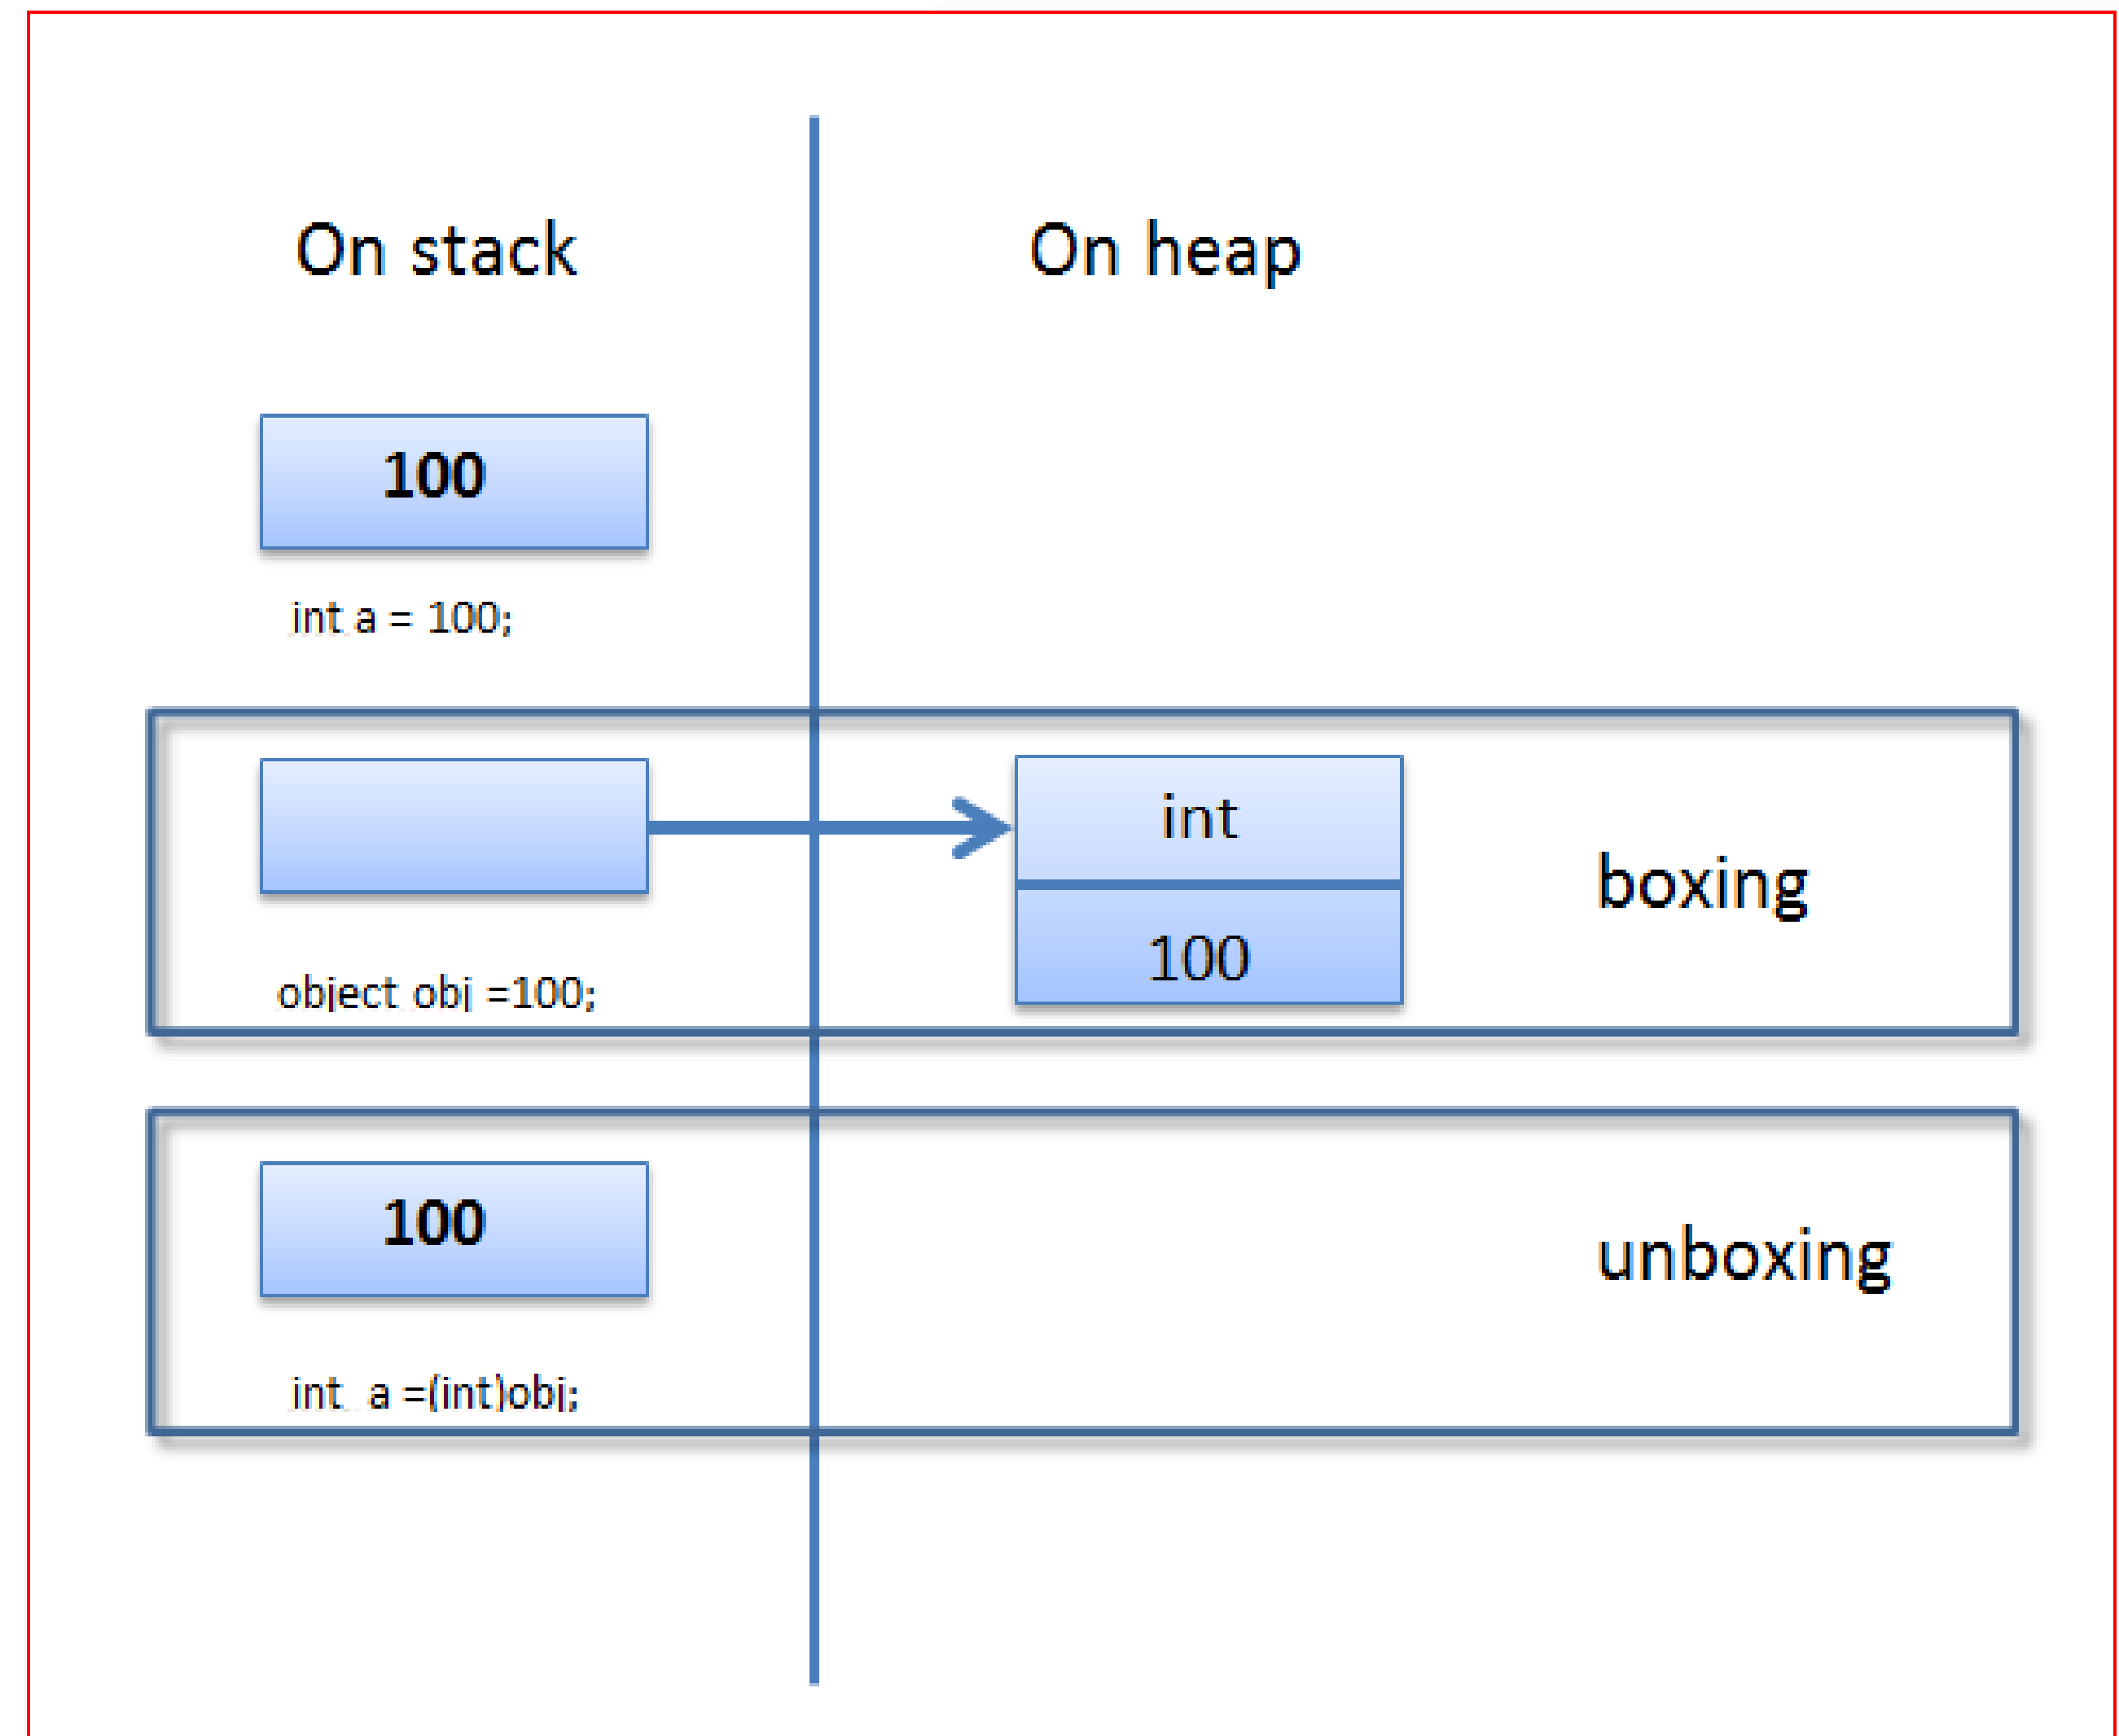 On stack
On heap
100
int a = 100;
int
100
boxing
object obj =100;
100
unboxing
int  a =(int)obj;